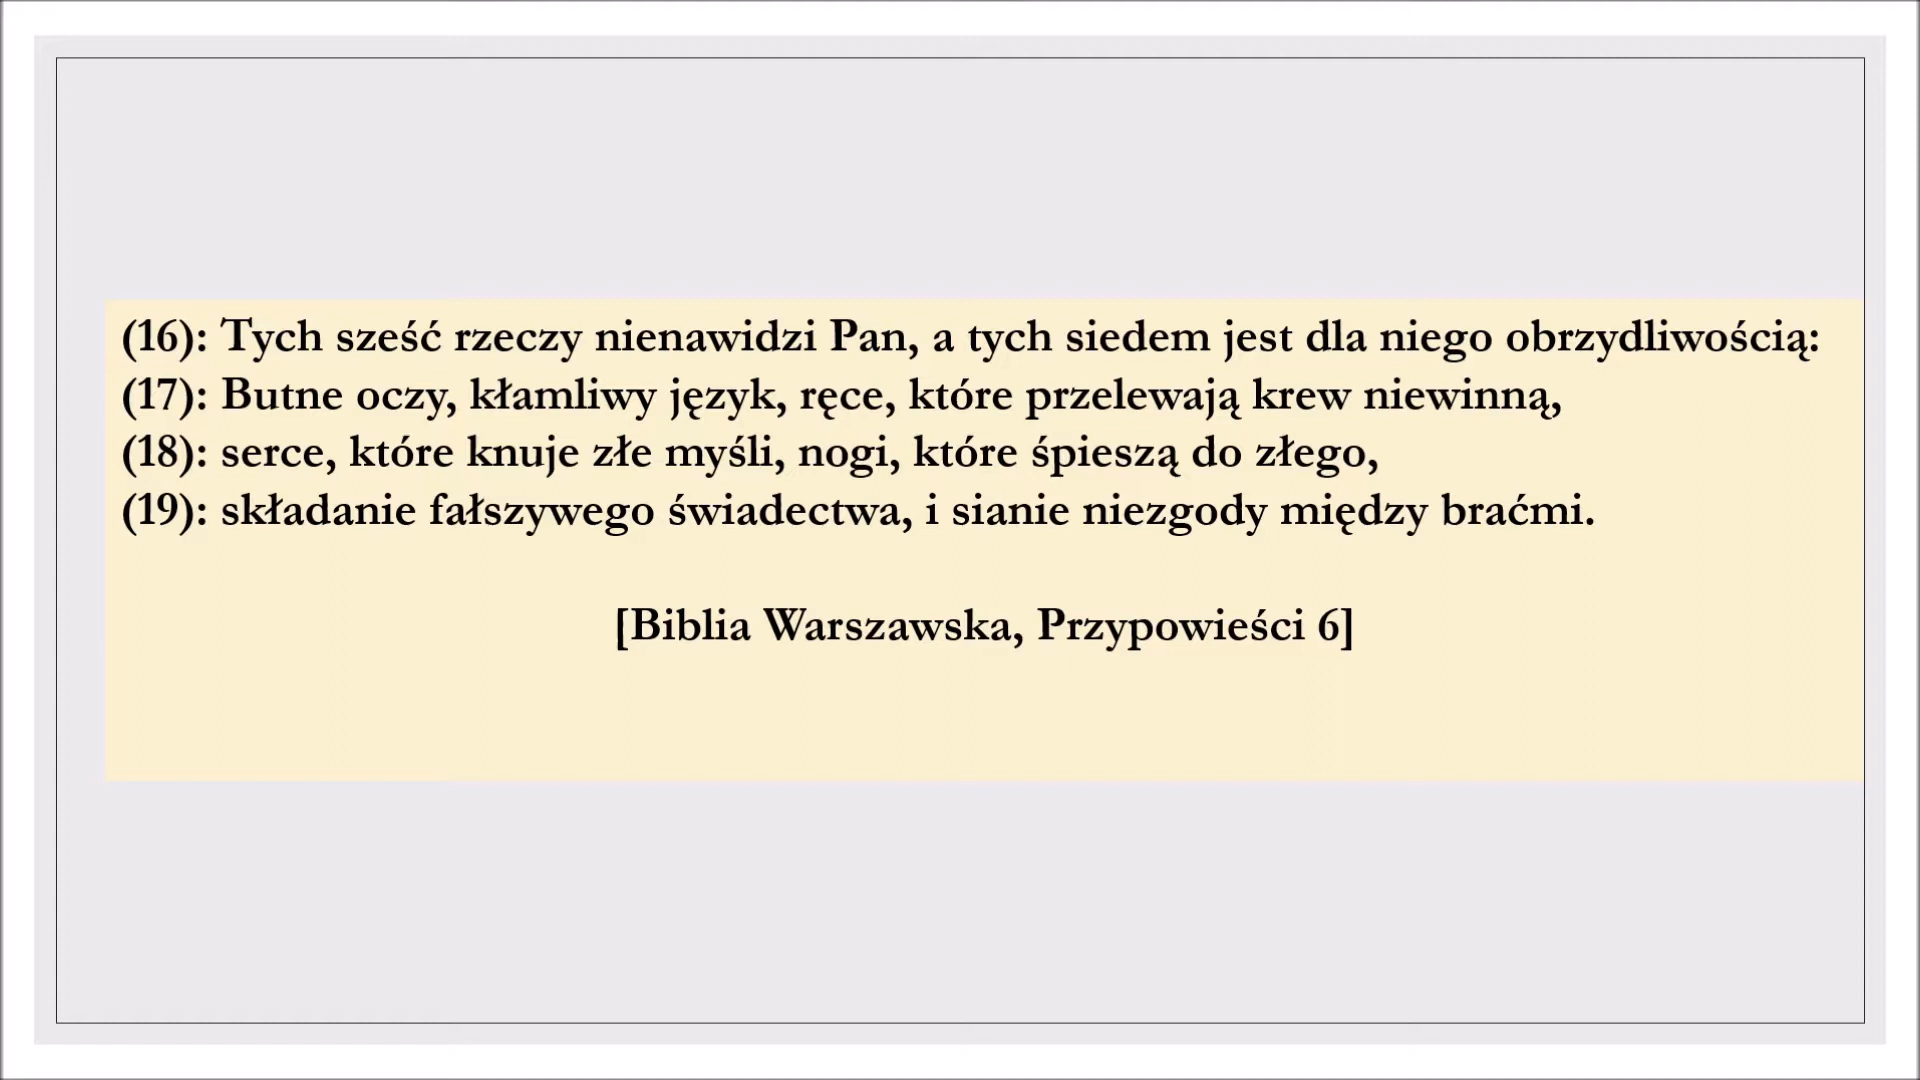 (16): Tych sześć rzeczy nienawidzi Pan, a tych siedem jest dla niego obrzydliwością:
(17): Butne oczy, kłamliwy język, ręce, które przelewają krew niewinną,
(18): serce, które knuje złe myśli, nogi, które śpieszą do złego,
(19): składanie fałszywego świadectwa, i sianie niezgody między braćmi.
[Biblia Warszawska, Przypowieści 6]